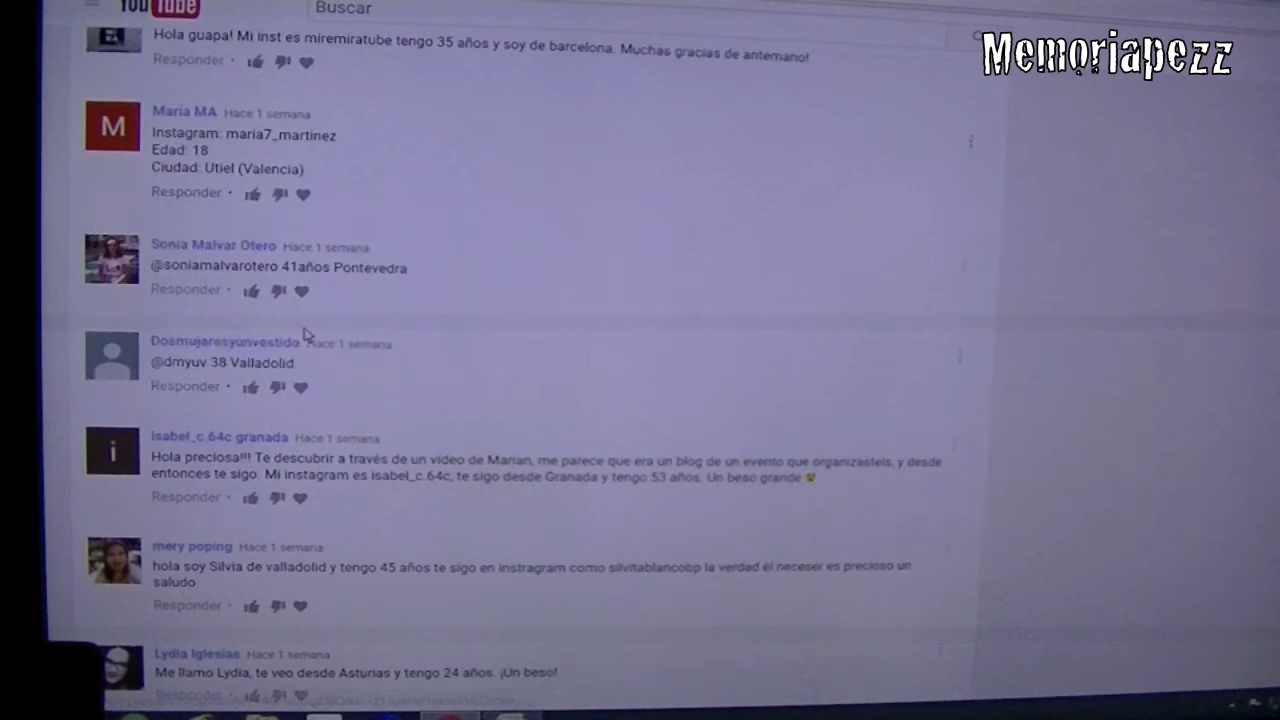 YouTube
Buscar
Memoriapezz
Hola guapa! Mi inst es miremiratube tengo 35 años y soy de barcelona. Muchas gracias de antemano!
Responder
M
Maria MA Hace 1 semana
Instagram: maria7_martinez
Edad: 18
Ciudad: Utiel (Valencia)
Responder
Sonia Malvar Otero Hace 1 semana
@soniamalvarotero 41años Pontevedra
Responder
Dosmujeresyunvestido Hace 1 semana
@dmyuv 38 Valladolid
Responder
i
isabel_c.64c granada Hace 1 semana
Hola preciosa!!! Te descubrir a través de un video de Marian, me parece que era un blog de un evento que organizasteis, y desde
entonces te sigo. Mi instagram es isabel_c.64c, te sigo desde Granada y tengo 53 años. Un beso grande
Responder
mery poping Hace 1 semana
hola soy Silvia de valladolid y tengo 45 años te sigo en instragram como silvitablancobp la verdad él neceser es precioso un
saludo
Responder
Lydia Iglesias Hace 1 semana
Me llamo Lydia, te veo desde Asturias y tengo 24 años. ¡Un beso!
Responder